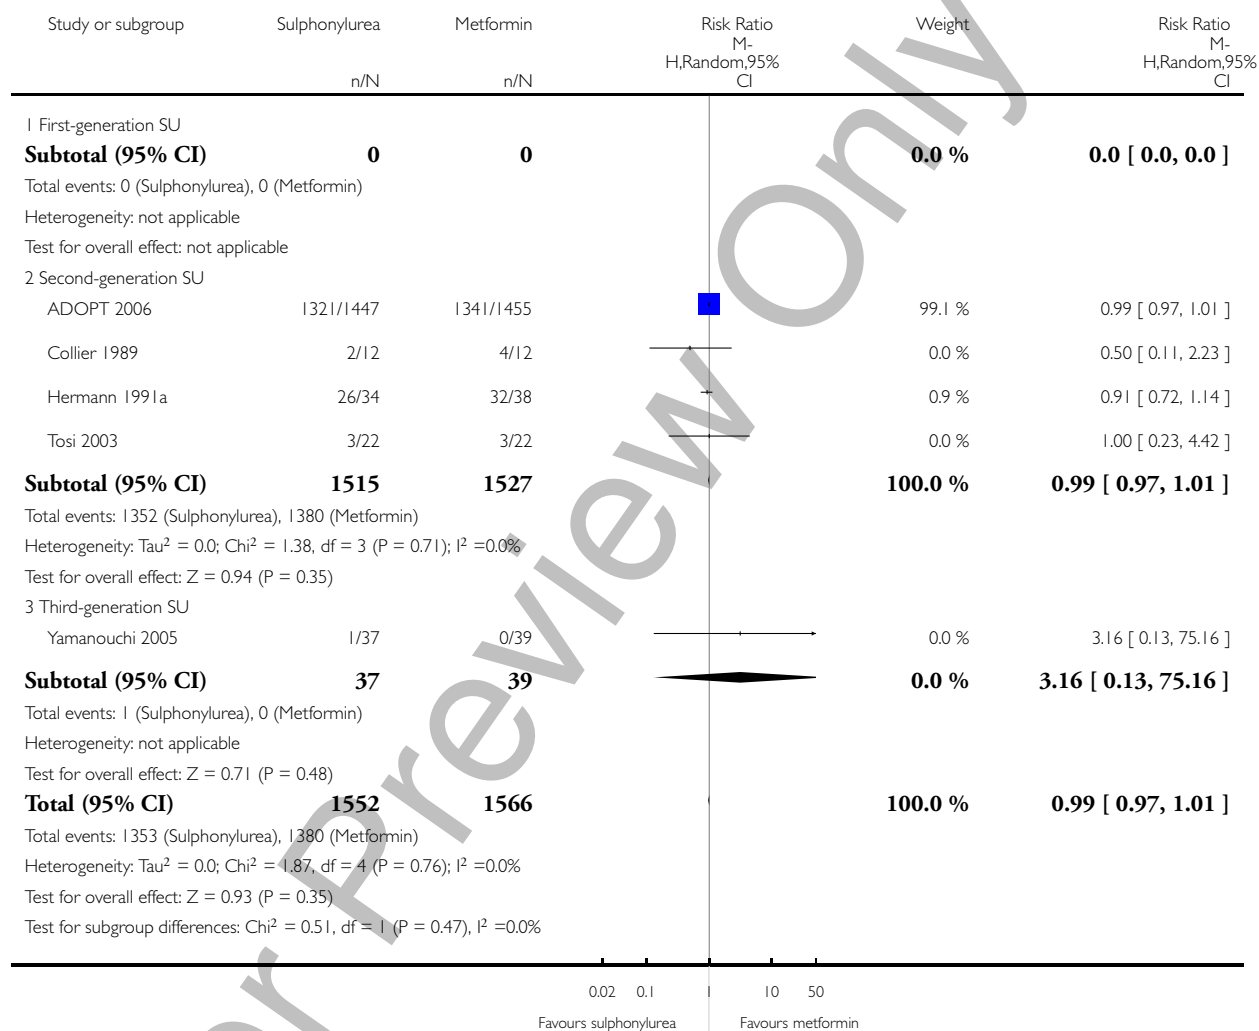 Study or subgroup Sulphonylurea Metformin Risk Ratio Weight Risk Ratio
M- M-
H,Random,95% H,Random,95%
n/N n/N CI CI
1 First-generation SU
Subtotal (95% CI) 0 0 0.0 % 0.0 [ 0.0, 0.0 ]
Total events: 0 (Sulphonylurea), 0 (Metformin)
Heterogeneity: not applicable
Test for overall effect: not applicable
2 Second-generation SU
ADOPT 2006 1321/1447 1341/1455 99.1 % 0.99 [ 0.97, 1.01 ]
Collier 1989 2/12 4/12 0.0 % 0.50 [ 0.11, 2.23 ]
Hermann 1991a 26/34 32/38 0.9 % 0.91 [ 0.72, 1.14 ]
Tosi 2003 3/22 3/22 0.0 % 1.00 [ 0.23, 4.42 ]
Subtotal (95% CI) 1515 1527 100.0 % 0.99 [ 0.97, 1.01 ]
Total events: 1352 (Sulphonylurea), 1380 (Metformin)
Heterogeneity: Tau² = 0.0; Chi² = 1.38, df = 3 (P = 0.71); I² =0.0%
Test for overall effect: Z = 0.94 (P = 0.35)
3 Third-generation SU
Yamanouchi 2005 1/37 0/39 0.0 % 3.16 [ 0.13, 75.16 ]
Subtotal (95% CI) 37 39 0.0 % 3.16 [ 0.13, 75.16 ]
Total events: 1 (Sulphonylurea), 0 (Metformin)
Heterogeneity: not applicable
Test for overall effect: Z = 0.71 (P = 0.48)
Total (95% CI) 1552 1566 100.0 % 0.99 [ 0.97, 1.01 ]
Total events: 1353 (Sulphonylurea), 1380 (Metformin)
Heterogeneity: Tau² = 0.0; Chi² = 1.87, df = 4 (P = 0.76); I² =0.0%
Test for overall effect: Z = 0.93 (P = 0.35)
Test for subgroup differences: Chi² = 0.51, df = 1 (P = 0.47), I² =0.0%
0.02 0.1 1 10 50
Favours sulphonylurea Favours metformin
r Preview Only